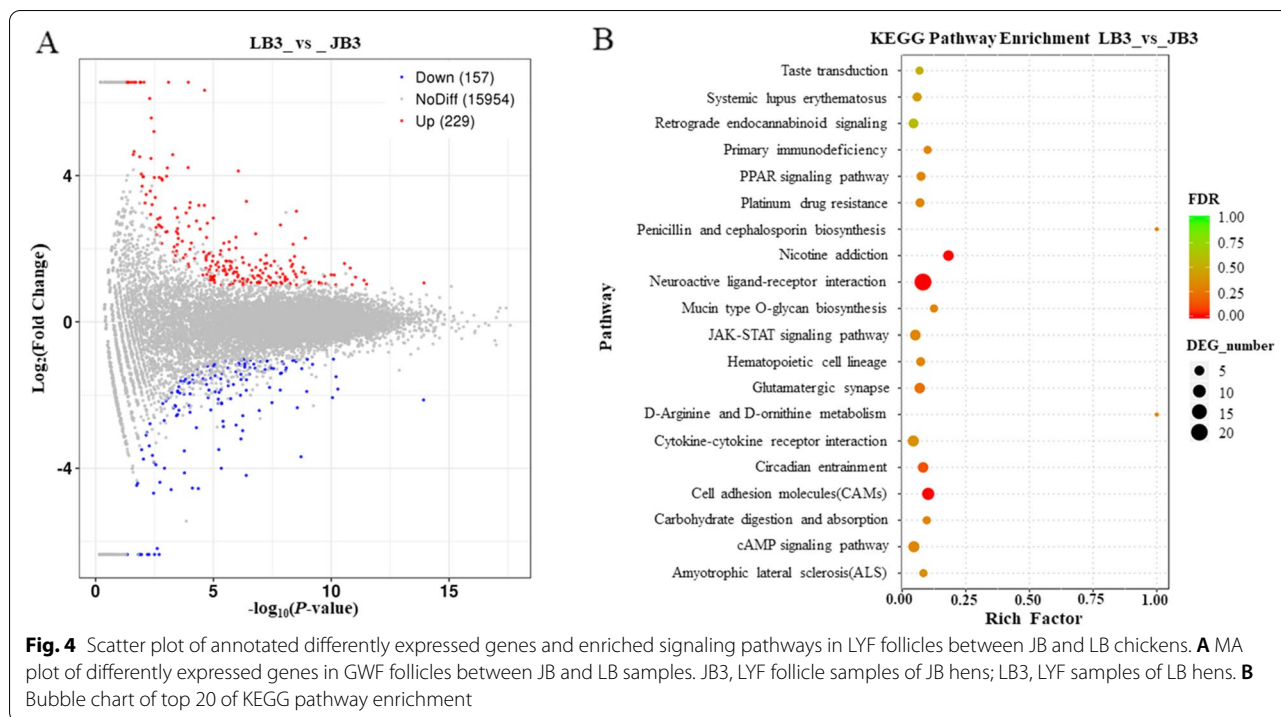 A
LB3_vs _ JB3
Down (157)
NoDiff (15954)
Up (229)
Log2(Fold Change)
4
0
-4
0
5
10
15
-log10(P-value)
B
KEGG Pathway Enrichment LB3_vs_JB3
Pathway
Taste transduction
Systemic lupus erythematosus
Retrograde endocannabinoid signaling
Primary immunodeficiency
PPAR signaling pathway
Platinum drug resistance
Penicillin and cephalosporin biosynthesis
Nicotine addiction
Neuroactive ligand-receptor interaction
Mucin type O-glycan biosynthesis
JAK-STAT signaling pathway
Hematopoietic cell lineage
Glutamatergic synapse
D-Arginine and D-ornithine metabolism
Cytokine-cytokine receptor interaction
Circadian entrainment
Cell adhesion molecules(CAMs)
Carbohydrate digestion and absorption
cAMP signaling pathway
Amyotrophic lateral sclerosis(ALS)
0.00
0.25
0.50
0.75
1.00
Rich Factor
FDR
1.00
0.75
0.50
0.25
0.00
DEG_number
5
10
15
20
Fig. 4 Scatter plot of annotated differently expressed genes and enriched signaling pathways in LYF follicles between JB and LB chickens. A MA
plot of differently expressed genes in GWF follicles between JB and LB samples. JB3, LYF follicle samples of JB hens; LB3, LYF samples of LB hens. B
Bubble chart of top 20 of KEGG pathway enrichment